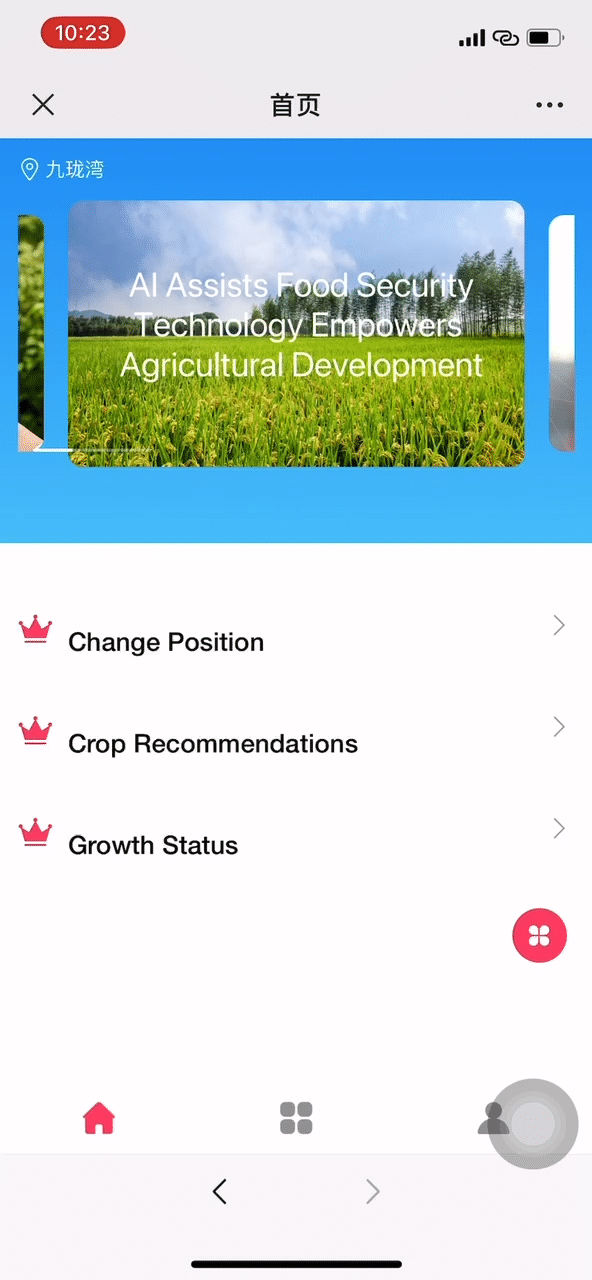 10:23
首页
九珑湾
AI Assists Food Security
Technology Empowers
Agricultural Development
Change Position
Crop Recommendations
Growth Status